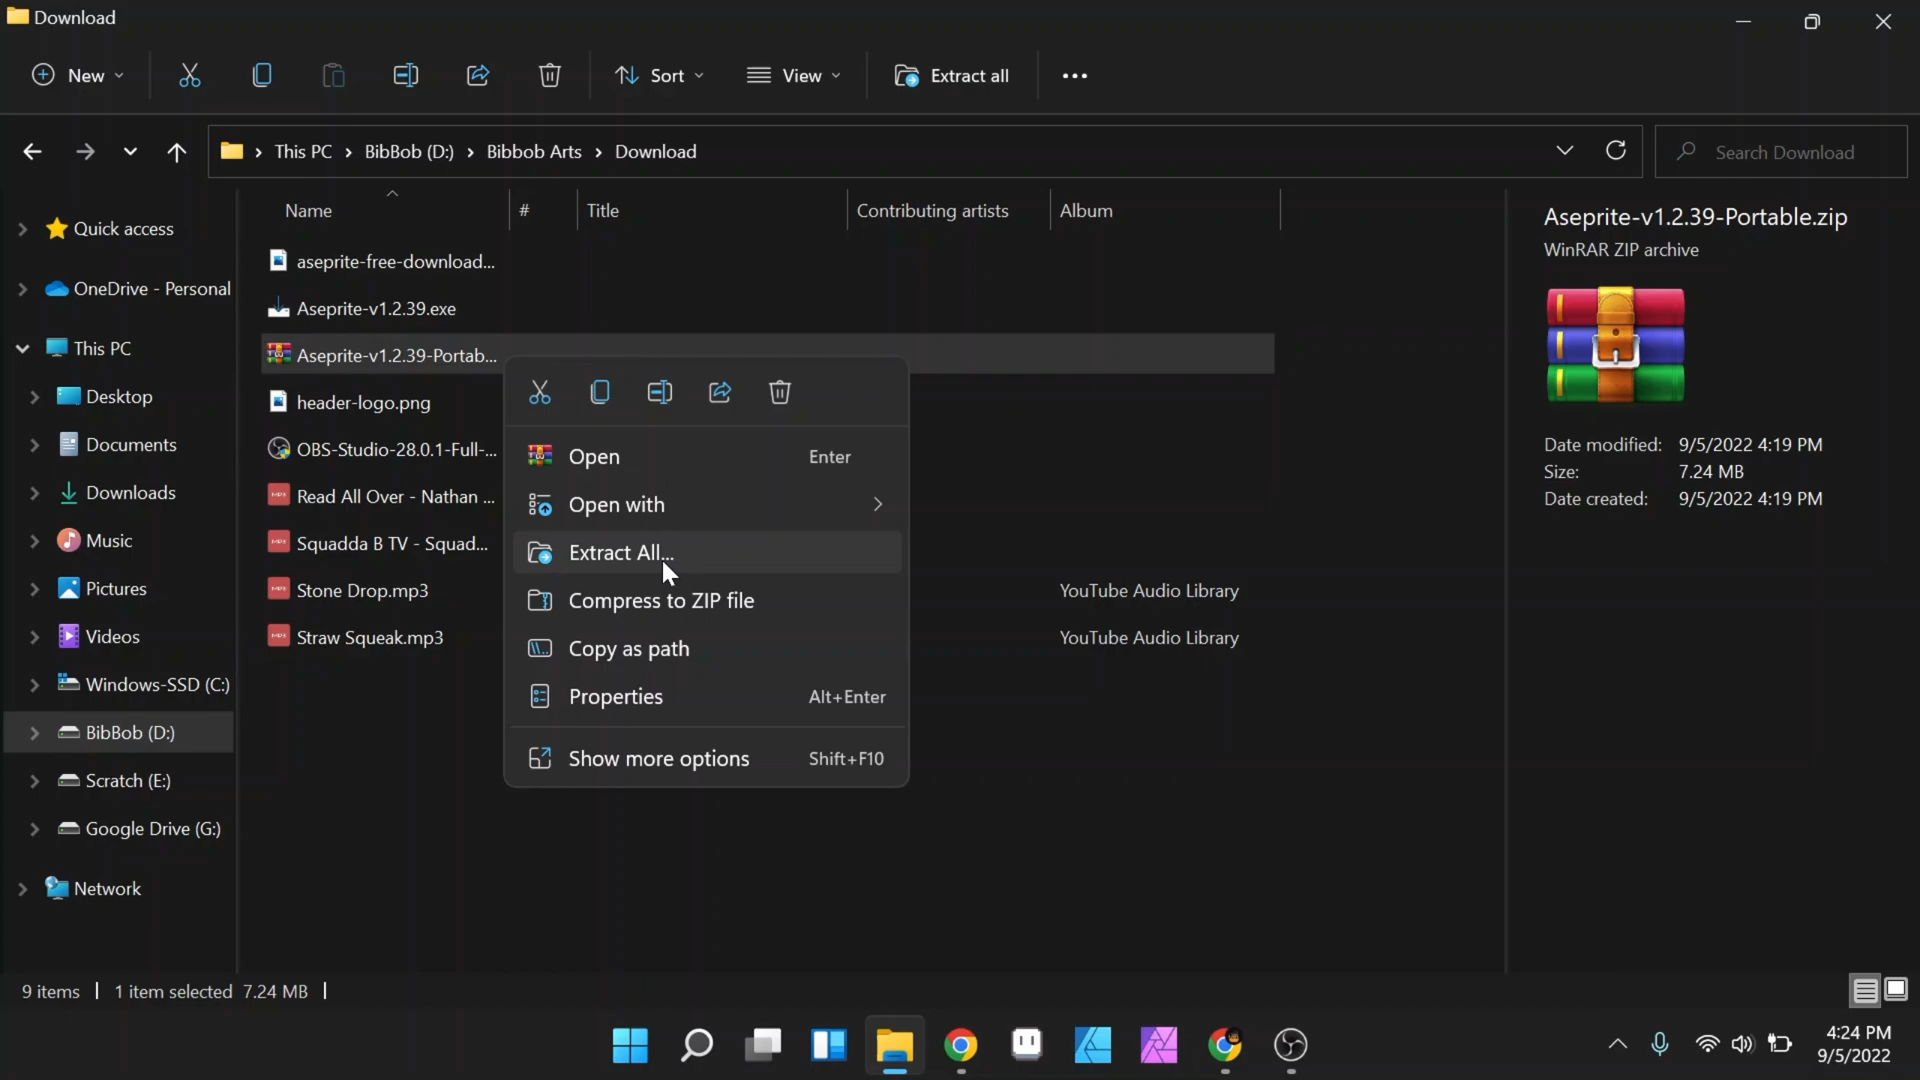 Download
New
Sort
View
Extract all
This PC
BibBob (D:)
Bibbob Arts
Download
Search Download
Quick access
OneDrive - Personal
This PC
Desktop
Documents
Downloads
Music
Pictures
Videos
Windows-SSD (C:)
BibBob (D:)
Scratch (E:)
Google Drive (G:)
Network
Name
#
Title
Contributing artists
Album
aseprite-free-download...
Aseprite-v1.2.39.exe
Aseprite-v1.2.39-Portab...
header-logo.png
OBS-Studio-28.0.1-Full-...
Read All Over - Nathan ...
Squadda B TV - Squad...
Stone Drop.mp3
YouTube Audio Library
Straw Squeak.mp3
YouTube Audio Library
Open Enter
Open with
Extract All...
Compress to ZIP file
Copy as path
Properties Alt+Enter
Show more options Shift+F10
Aseprite-v1.2.39-Portable.zip
WinRAR ZIP archive
Date modified: 9/5/2022 4:19 PM
Size: 7.24 MB
Date created: 9/5/2022 4:19 PM
9 items
1 item selected 7.24 MB
4:24 PM
9/5/2022